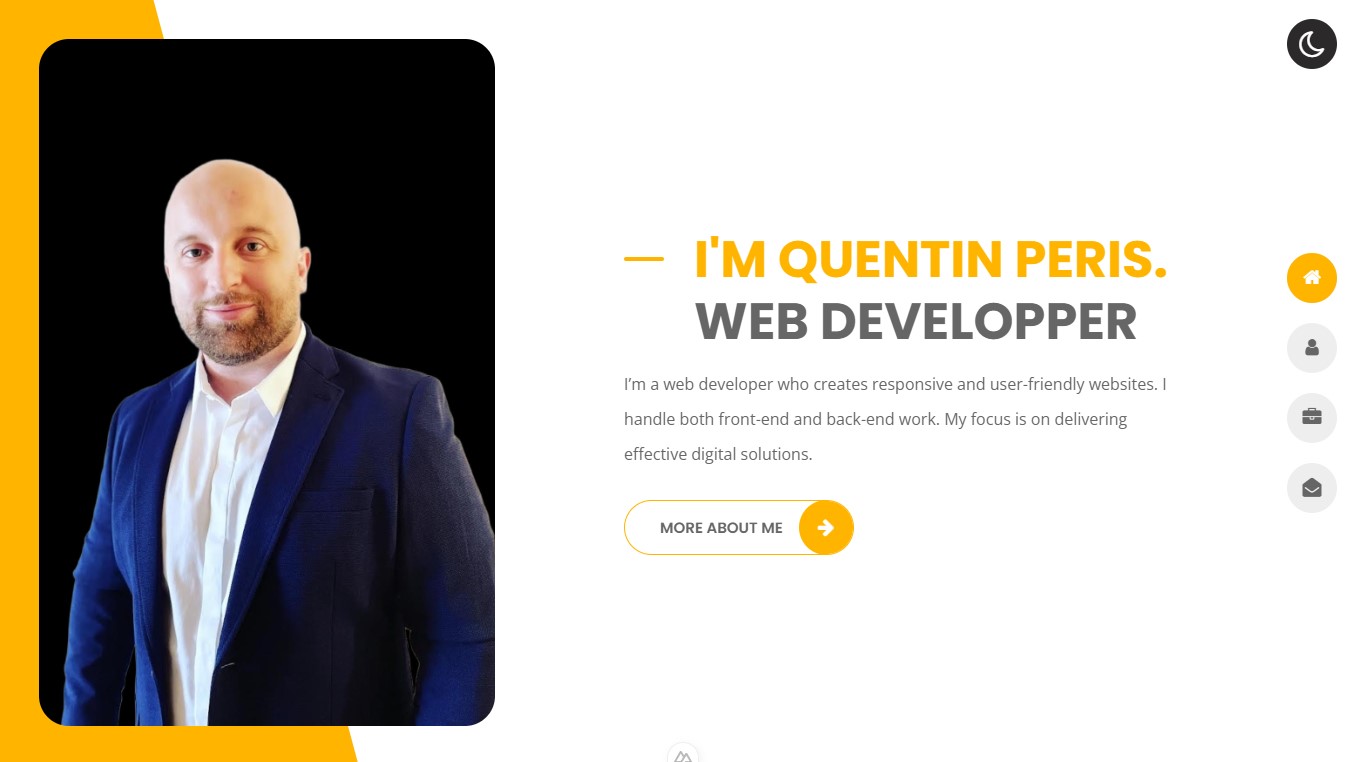 I'M QUENTIN PERIS.
WEB DEVELOPPER
I’m a web developer who creates responsive and user-friendly websites. I
handle both front-end and back-end work. My focus is on delivering
effective digital solutions.
MORE ABOUT ME